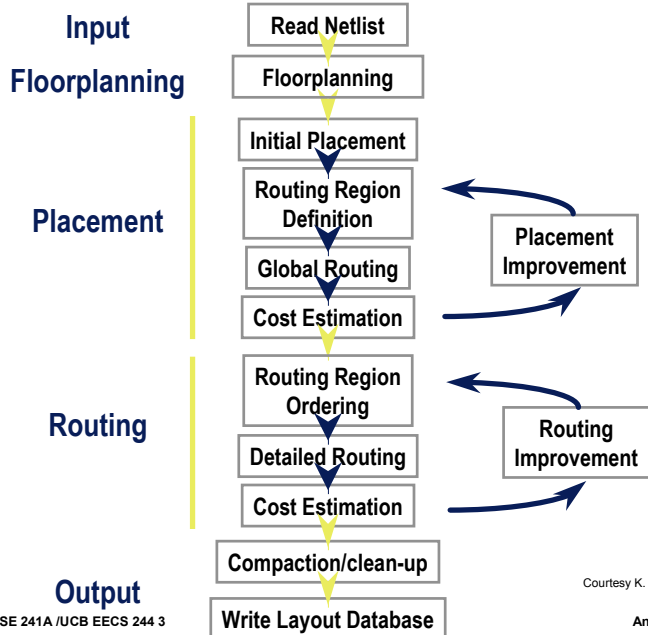 Input
Read Netlist
Floorplanning
Floorplanning
Initial Placement
Placement
Routing Region
Definition
Global Routing
Cost Estimation
Placement
Improvement
Routing
Routing Region
Ordering
Detailed Routing
Cost Estimation
Routing
Improvement
Compaction/clean-up
Output
Write Layout Database
Courtesy K.
SE 241A /UCB EECS 244 3
An